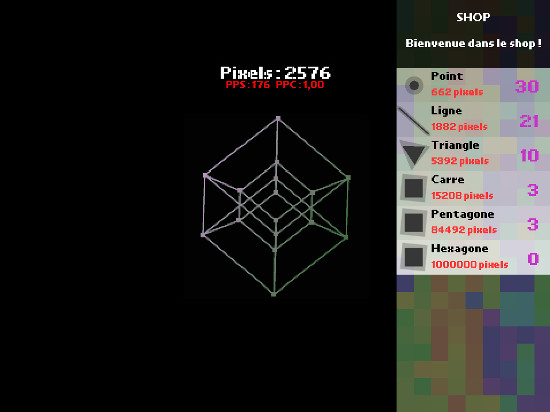 Pixels:2576
PPS:176 PPC:1,00
SHOP
Bienvenue dans le shop !
Point
662 pixels
30
Ligne
1882 pixels
21
Triangle
5392 pixels
10
Carre
15208 pixels
3
Pentagone
84492 pixels
3
Hexagone
1000000 pixels
0